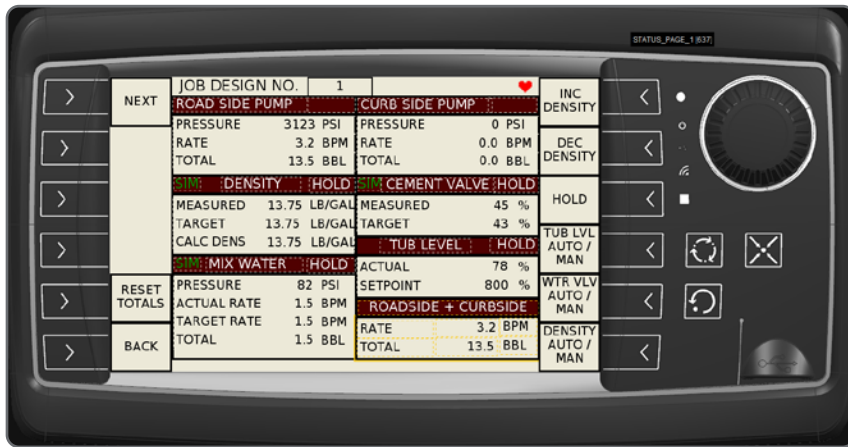 STATUS_PAGE_1 [637]
NEXT
JOB DESIGN NO. 1
INC DENSITY
ROAD SIDE PUMP
PRESSURE 3123 PSI
RATE 3.2 BPM
TOTAL 13.5 BBL
CURB SIDE PUMP
PRESSURE 0 PSI
RATE 0.0 BPM
TOTAL 0.0 BBL
DEC DENSITY
SIM DENSITY HOLD
MEASURED 13.75 LB/GAL
TARGET 13.75 LB/GAL
CALC DENS 13.75 LB/GAL
SIM CEMENT VALVE HOLD
MEASURED 45 %
TARGET 43 %
HOLD
TUB LEVEL HOLD
ACTUAL 78 %
SETPOINT 800 %
TUB LVL AUTO / MAN
SIM MIX WATER HOLD
PRESSURE 82 PSI
ACTUAL RATE 1.5 BPM
TARGET RATE 1.5 BPM
TOTAL 1.5 BBL
RESET TOTALS
WTR VLV AUTO / MAN
ROADSIDE + CURBSIDE
RATE 3.2 BPM
TOTAL 13.5 BBL
BACK
DENSITY AUTO / MAN